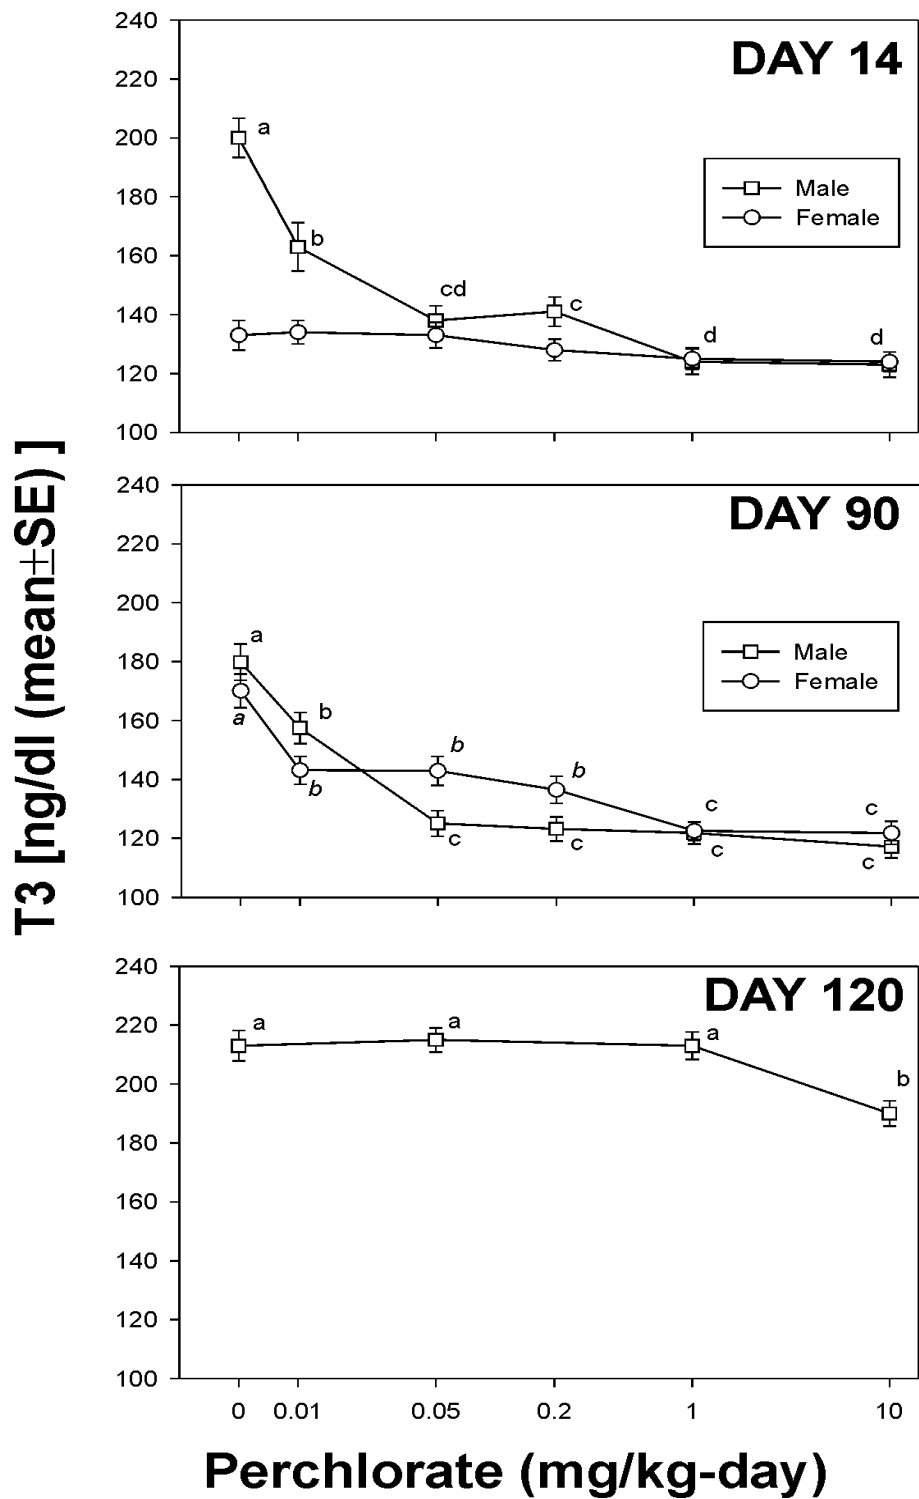 T3 [ng/dl (mean±SE) ]
DAY 14
240
220
200
180
160
140
120
100
a
b
cd
c
d
d
Male
Female
DAY 90
240
220
200
180
160
140
120
100
a
a
b
b
b
c
b
c
c
c
c
c
Male
Female
DAY 120
240
220
200
180
160
140
120
100
a
a
a
b
0 0.01 0.05 0.2 1 10
Perchlorate (mg/kg-day)